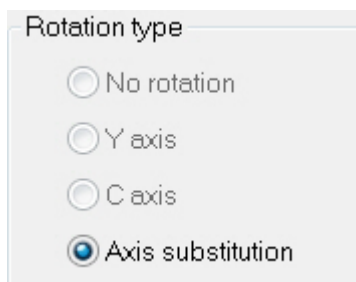 Rotation type
No rotation
Y axis
C axis
Axis substitution